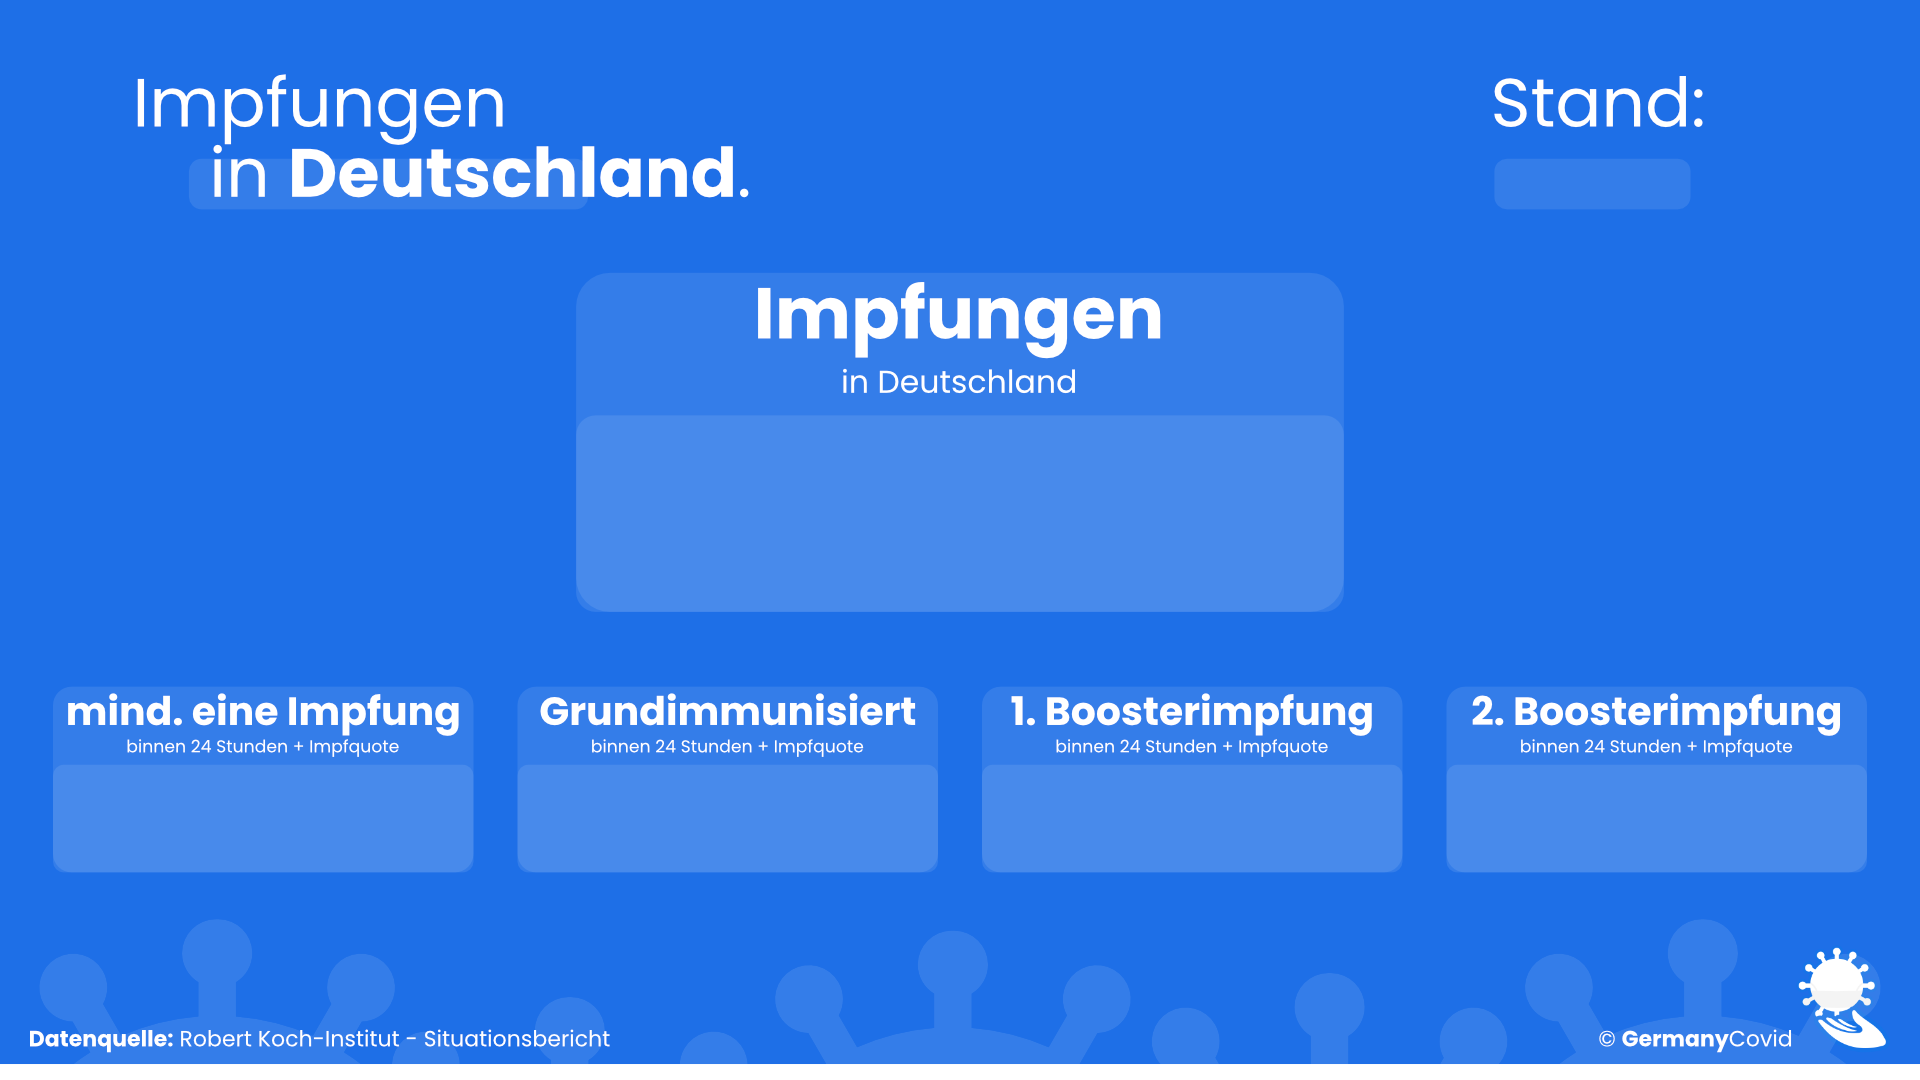 Impfungen
in Deutschland.
Stand:
Impfungen
in Deutschland
mind. eine Impfung
binnen 24 Stunden + Impfquote
Grundimmunisiert
binnen 24 Stunden + Impfquote
1. Boosterimpfung
binnen 24 Stunden + Impfquote
2. Boosterimpfung
binnen 24 Stunden + Impfquote
Datenquelle: Robert Koch-Institut - Situationsbericht
© GermanyCovid